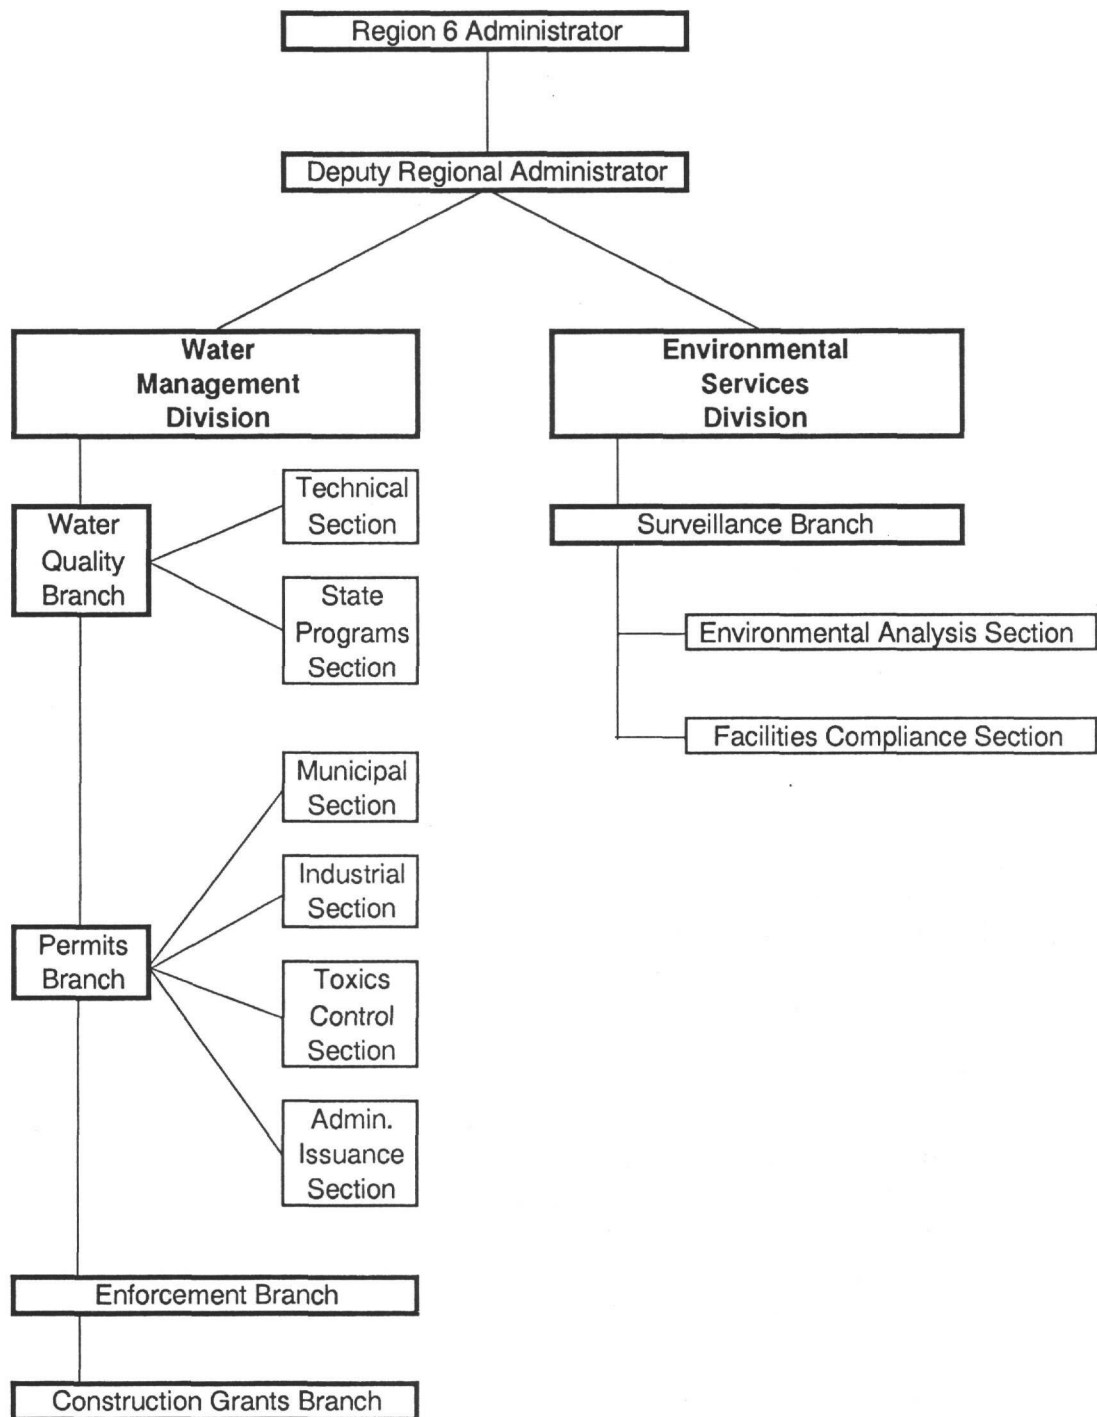 Region 6 Administrator
Deputy Regional Administrator
Water
Management
Division
Environmental
Services
Division
Water
Quality
Branch
Technical
Section
State
Programs
Section
Surveillance Branch
Environmental Analysis Section
Facilities Compliance Section
Permits
Branch
Municipal
Section
Industrial
Section
Toxics
Control
Section
Admin.
Issuance
Section
Enforcement Branch
Construction Grants Branch